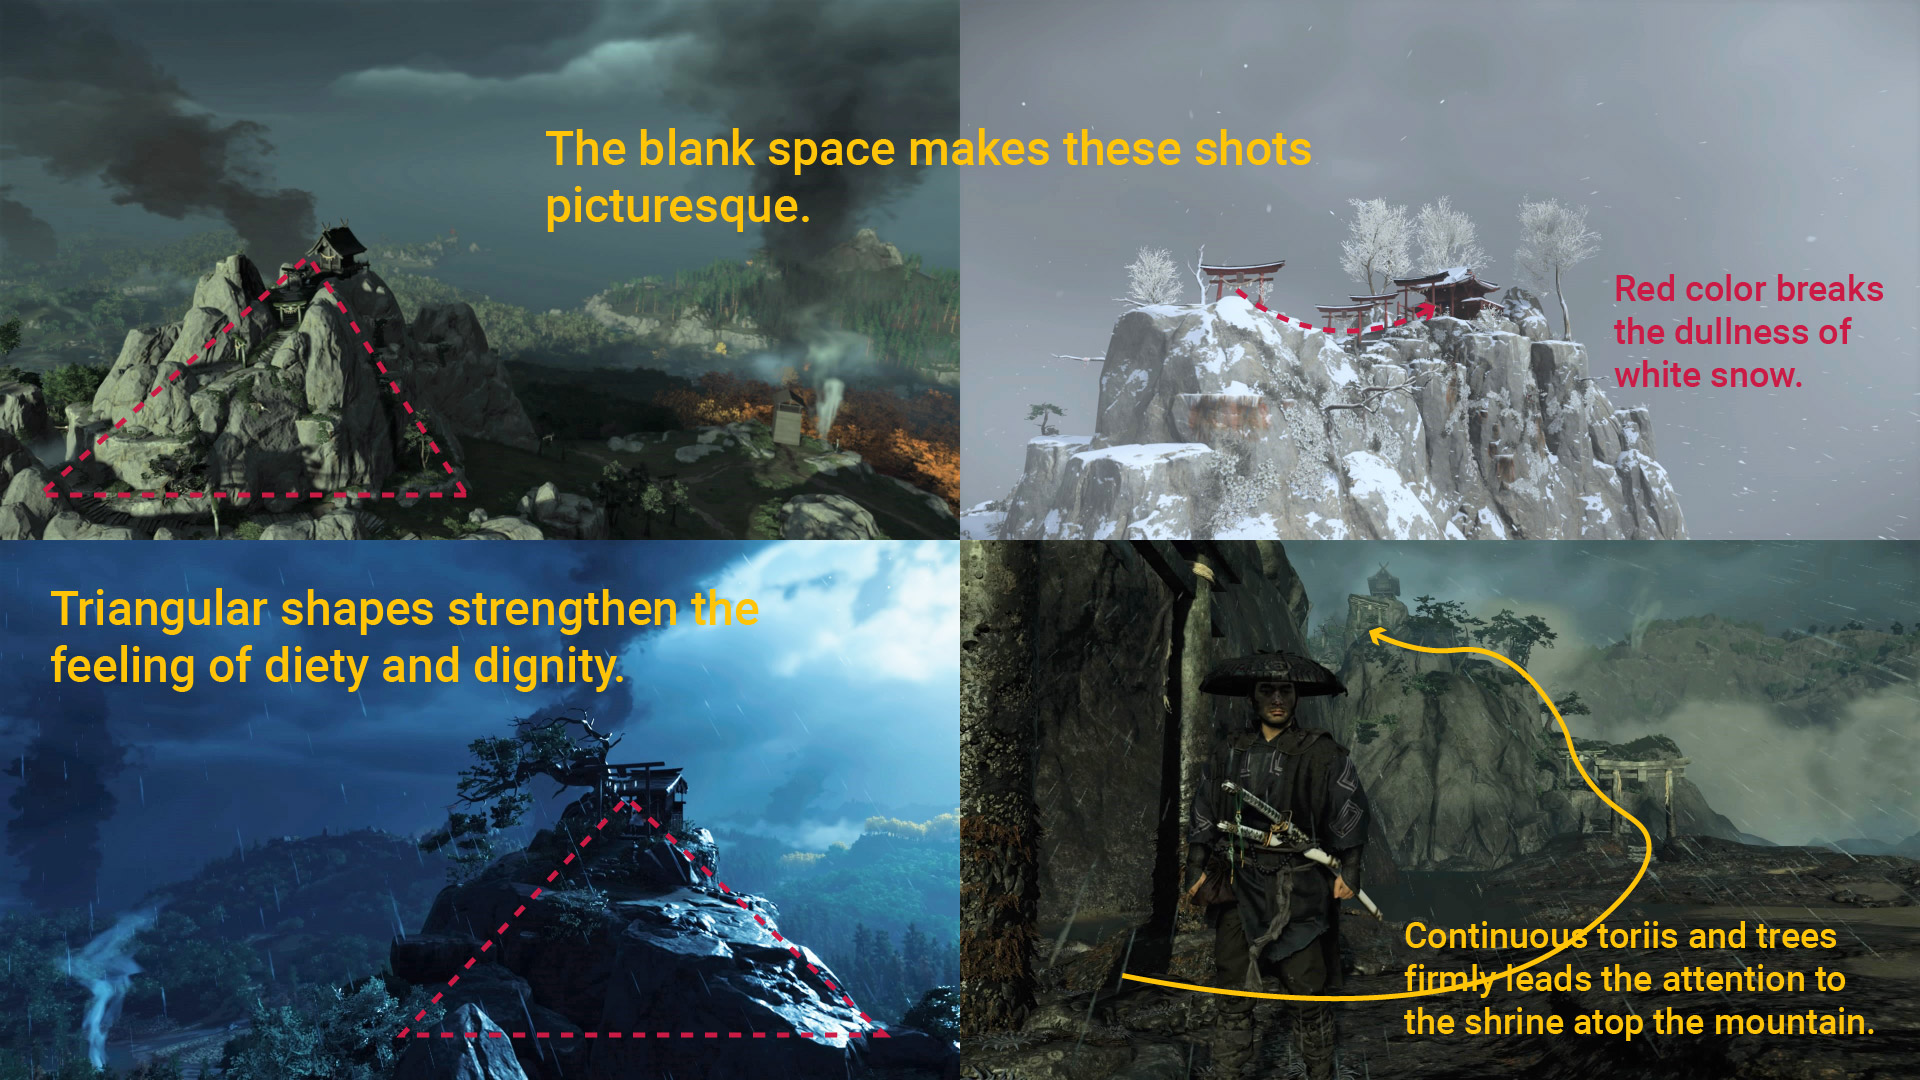 The blank space makes these shots
picturesque.
Red color breaks
the dullness of
white snow.
Triangular shapes strengthen the
feeling of diety and dignity.
Continuous toriis and trees
firmly leads the attention to
the shrine atop the mountain.